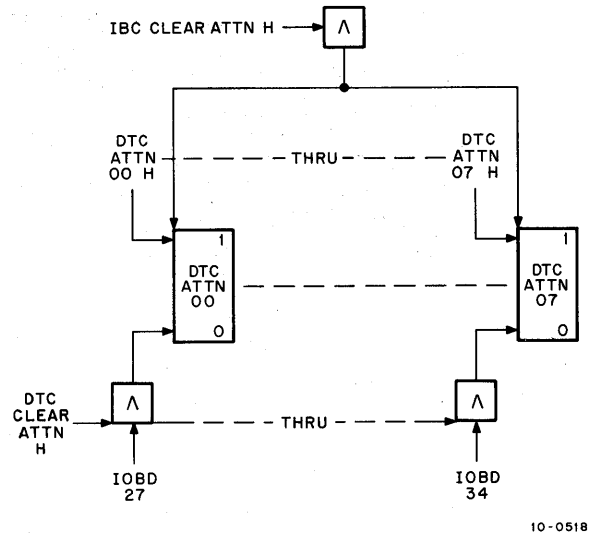 IBC CLEAR ATTN H
Λ
DTC
ATTN
00 H
THRU
DTC
ATTN
07 H
1
DTC
ATTN
00
0
1
DTC
ATTN
07
0
DTC
CLEAR
ATTN
H
Λ
THRU
Λ
IOBD
27
IOBD
34
10-0518